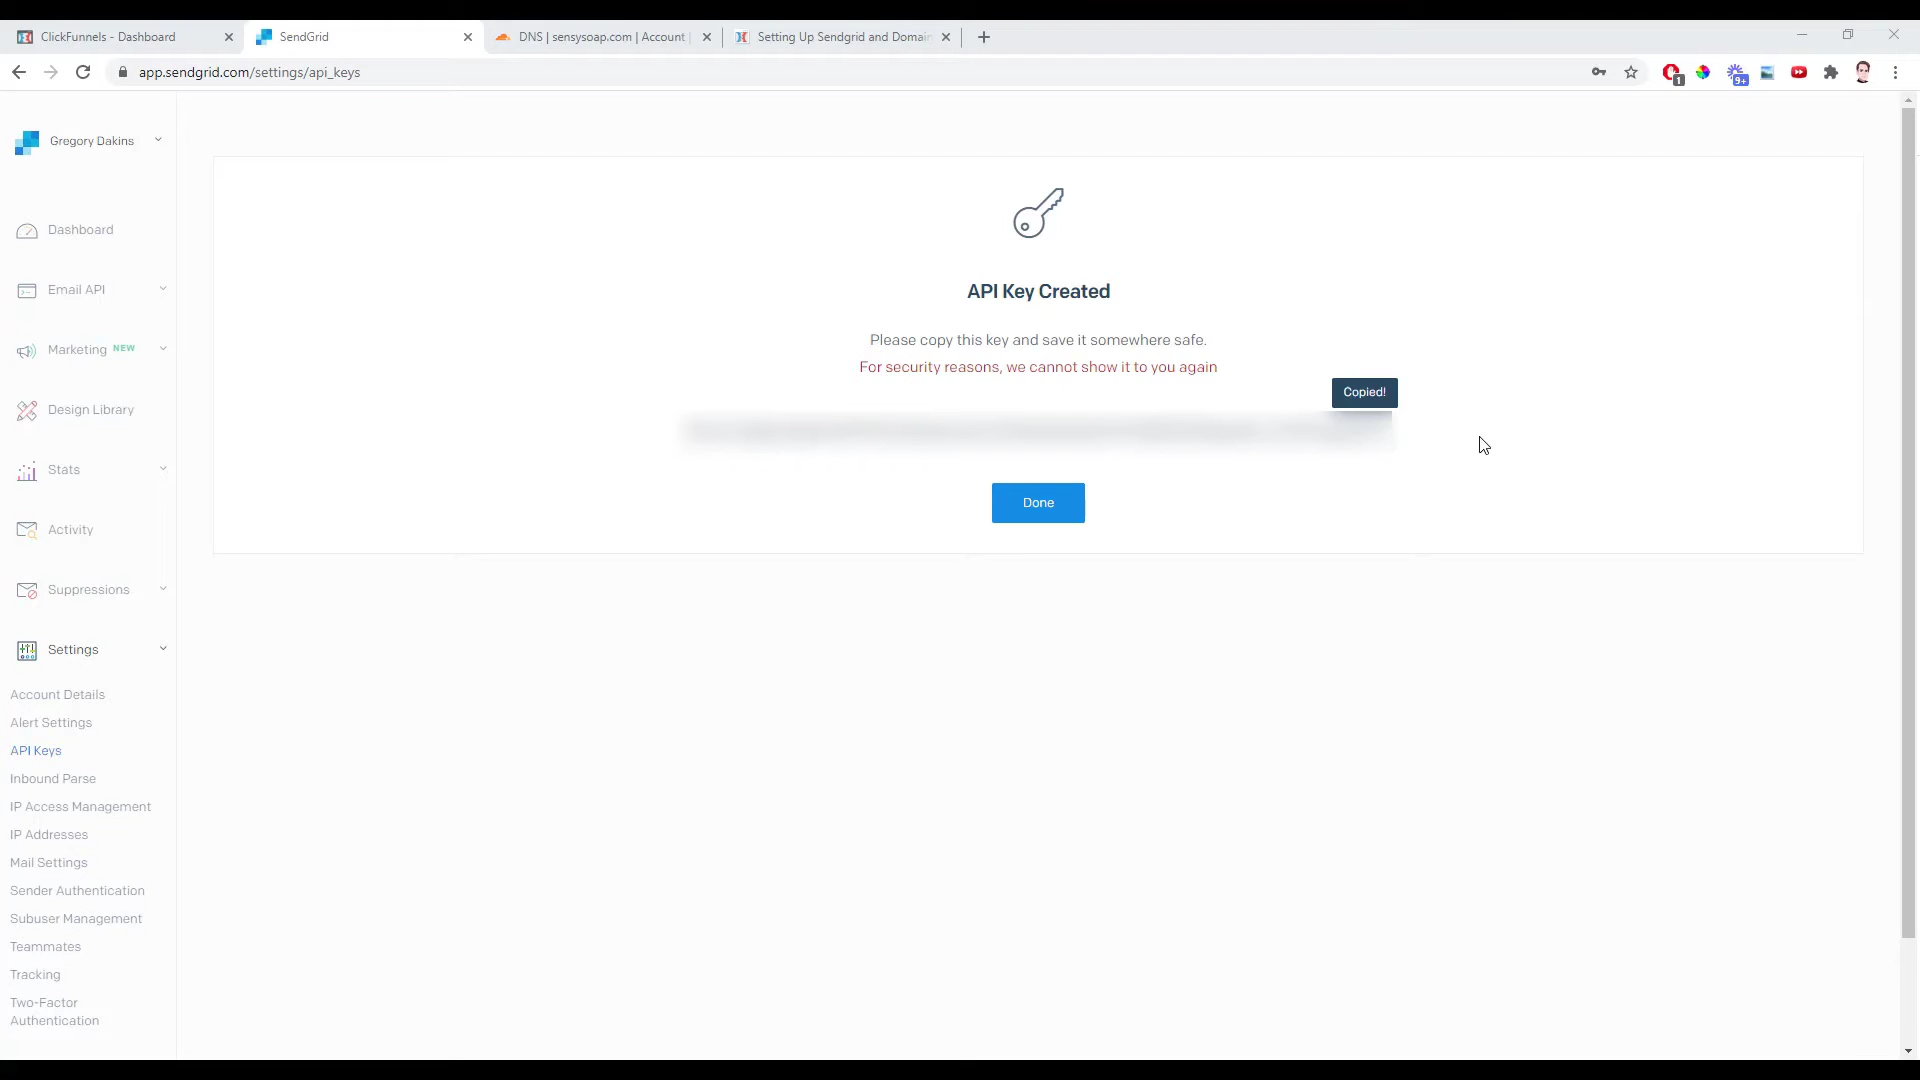 ClickFunnels - Dashboard
SendGrid
DNS | sensysoap.com | Account |
Setting Up Sendgrid and Domain
app.sendgrid.com/settings/api_keys
1
9+
Gregory Dakins
Dashboard
Email API
Marketing NEW
Design Library
Stats
Activity
Suppressions
Settings
Account Details
Alert Settings
API Keys
Inbound Parse
IP Access Management
IP Addresses
Mail Settings
Sender Authentication
Subuser Management
Teammates
Tracking
Two-Factor
Authentication
API Key Created
Please copy this key and save it somewhere safe.
For security reasons, we cannot show it to you again
Copied!
Done